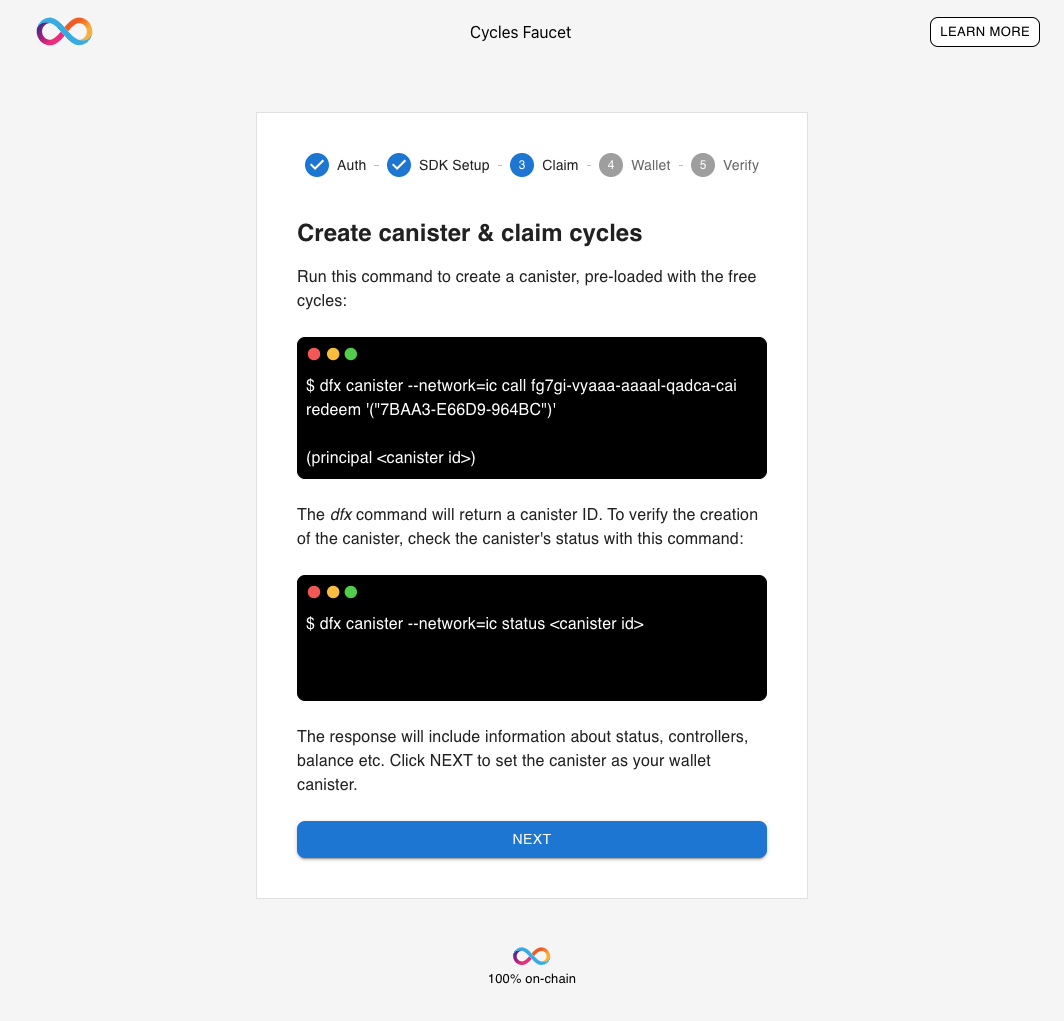 Cycles Faucet
LEARN MORE
Auth - SDK Setup - 3 Claim - 4 Wallet - 5 Verify
Create canister & claim cycles
Run this command to create a canister, pre-loaded with the free
cycles:
$ dfx canister --network=ic call fg7gi-vyaaa-aaaal-qadca-cai
redeem '("7BAA3-E66D9-964BC")'
(principal <canister id>)
The dfx command will return a canister ID. To verify the creation
of the canister, check the canister's status with this command:
$ dfx canister --network=ic status <canister id>
The response will include information about status, controllers,
balance etc. Click NEXT to set the canister as your wallet
canister.
NEXT
100% on-chain